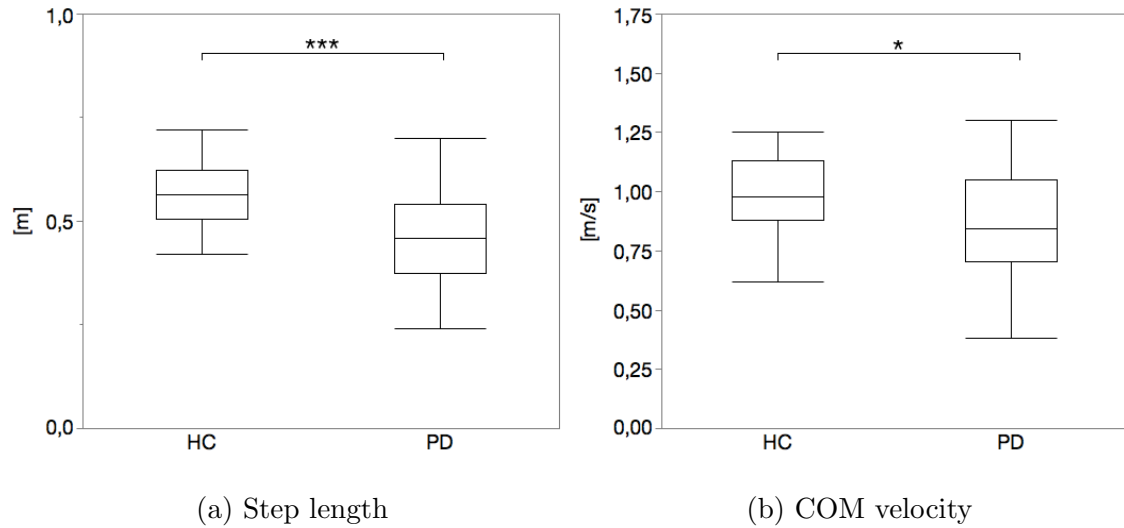 1,0
***
[m]
0,5
0,0
HC PD
(a) Step length
1,75
*
1,50
1,25
[m/s]
1,00
0,75
0,50
0,25
0,00
HC PD
(b) COM velocity